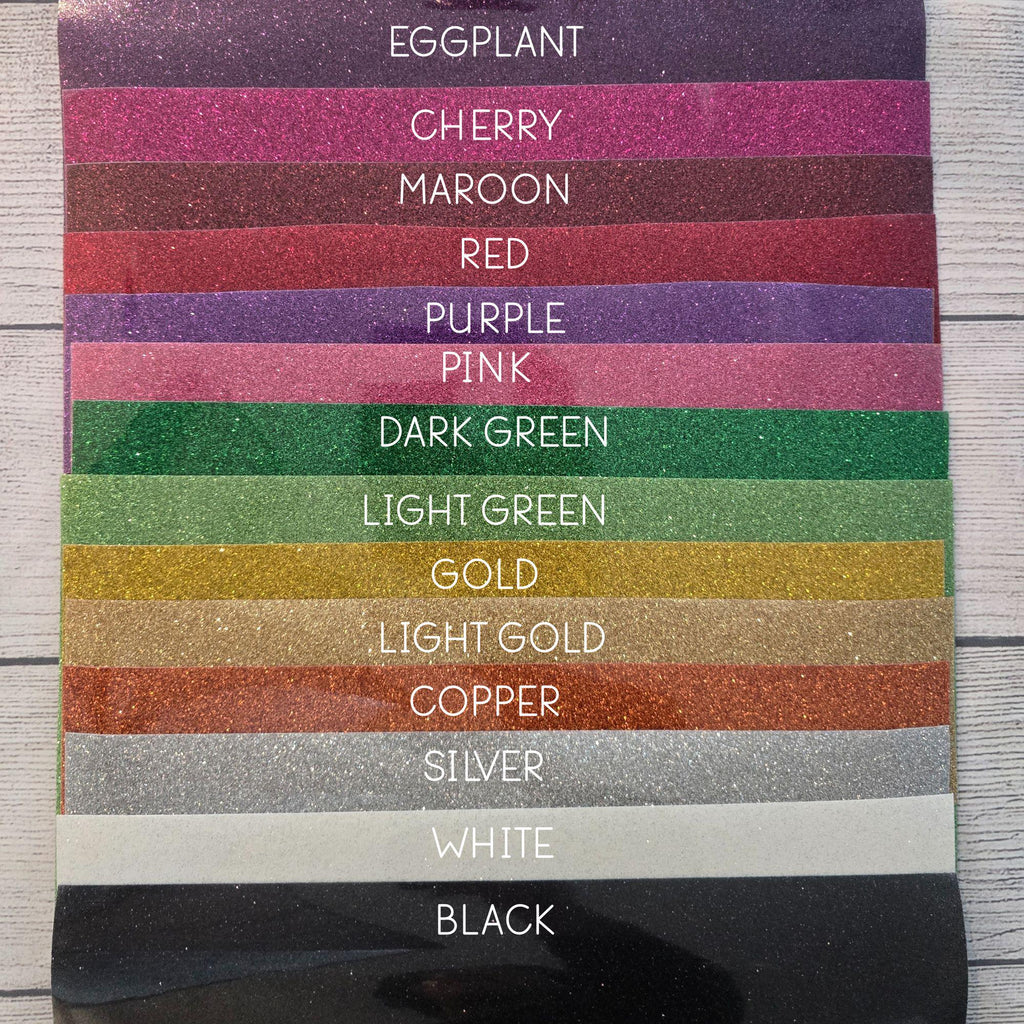 EGGPLANT
CHERRY
MAROON
RED
PURPLE
PINK
DARK GREEN
LIGHT GREEN
GOLD
LIGHT GOLD
COPPER
SILVER
WHITE
BLACK